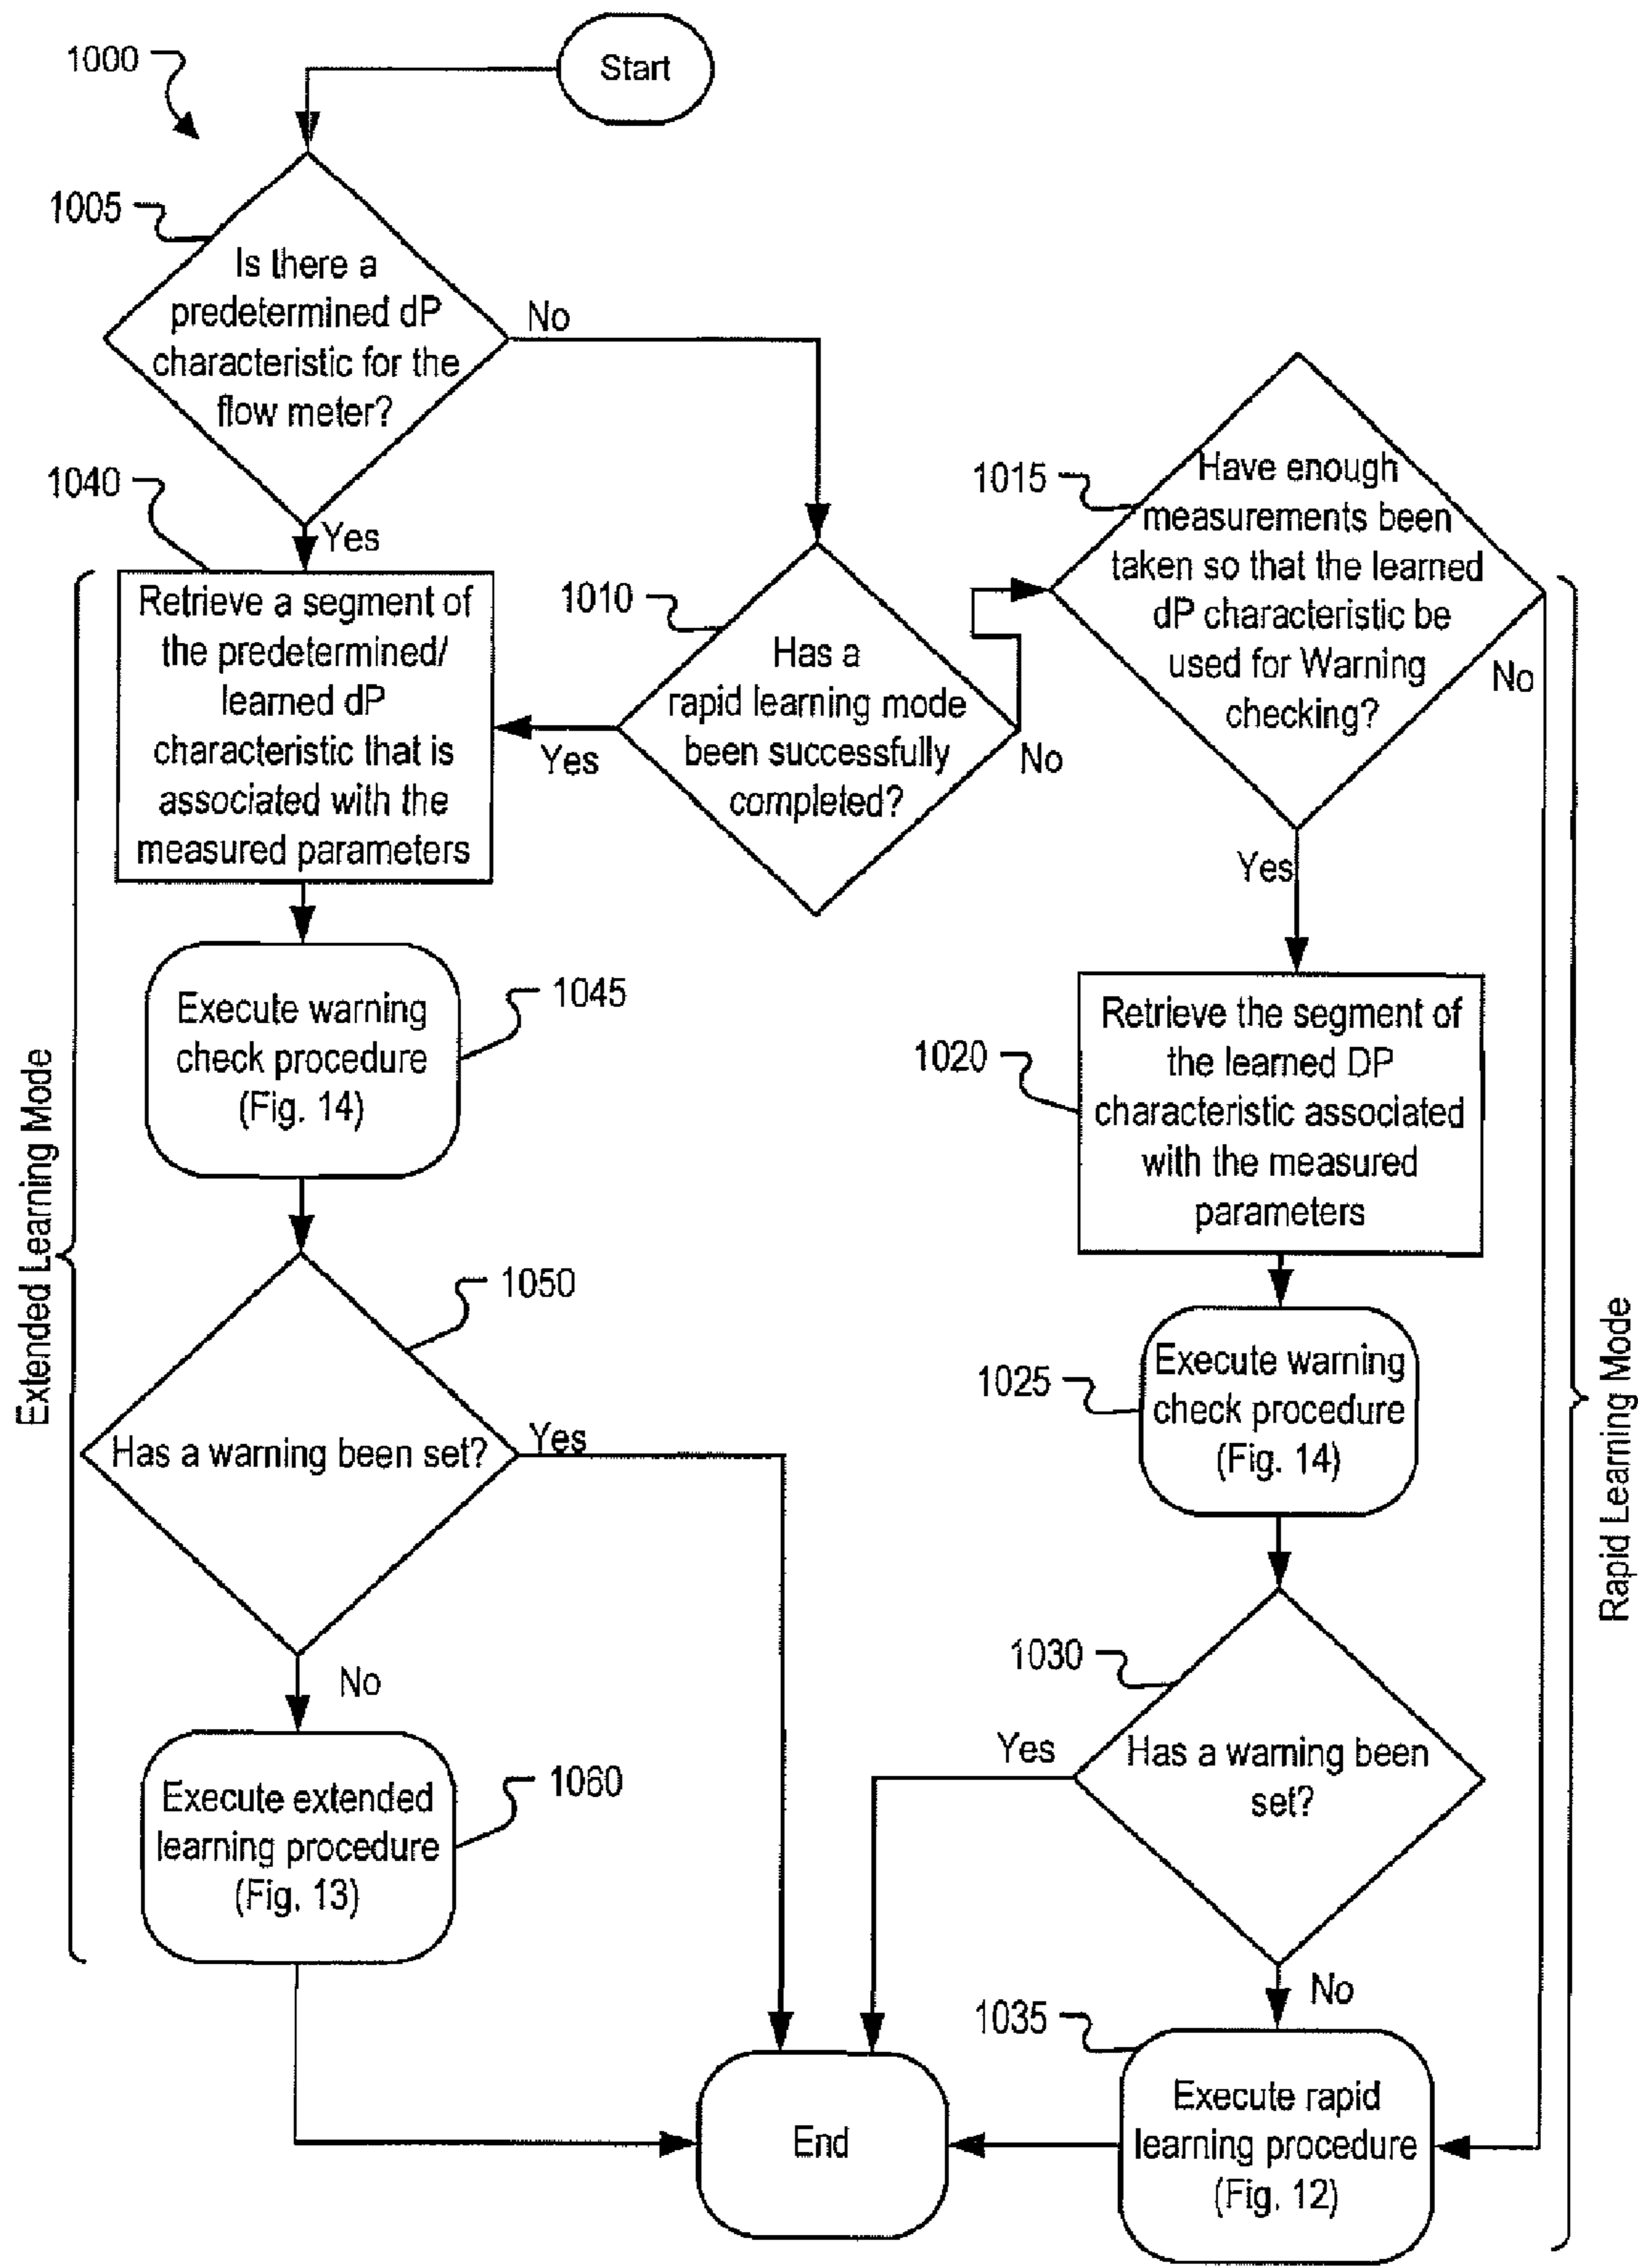 1000
Start
1005
Is there a
predetermined dP
characteristic for the
flow meter?
No
Yes
1040
Retrieve a segment of
the predetermined/
learned dP
characteristic that is
associated with the
measured parameters
1010
Has a
rapid learning mode
been successfully
completed?
Yes
No
1015
Have enough
measurements been
taken so that the learned
dP characteristic be
used for Warning
checking?
No
Yes
1045
Execute warning
check procedure
(Fig. 14)
1020
Retrieve the segment of
the learned DP
characteristic associated
with the measured
parameters
Extended Learning Mode
1050
Has a warning been set?
Yes
No
1025
Execute warning
check procedure
(Fig. 14)
Rapid Learning Mode
1030
Has a warning been
set?
Yes
No
1060
Execute extended
learning procedure
(Fig. 13)
1035
Execute rapid
learning procedure
(Fig. 12)
End